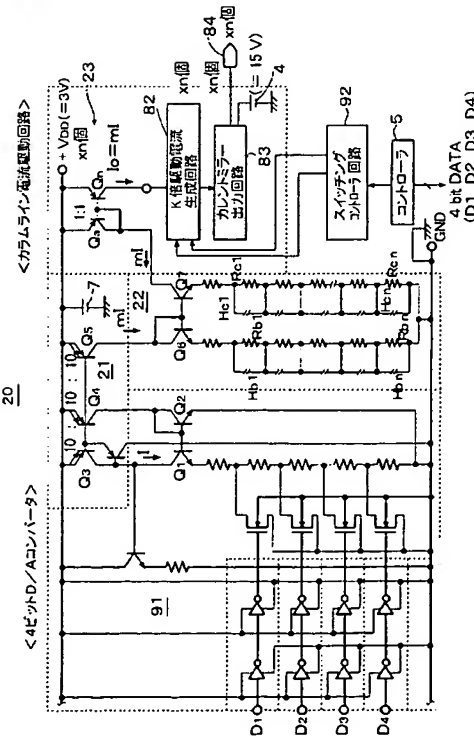 20
<4ビットD/Aコンバータ>
<カラムライン電流駆動回路>
+VDD(=3V)
23
xn個
Qn
1:1
Qa
Io=mI
mI
xn個
82
K倍駆動電流
生成回路
xn個
カレントミラー
出力回路
83
84
xn個
(=15V)
4
92
スイッチング
コントローラ回路
5
コントローラ
GND
4 bit DATA
(D1 D2 D3 D4)
10 : 10 : 10
Q3
Q4
Q5
21
7
mI
22
Q6
Q7
I
Q1
Q2
91
Hb1
Rb1
Hbn
Rbn
Hc1
Rc1
Hcn
Rcn
D1
D2
D3
D4